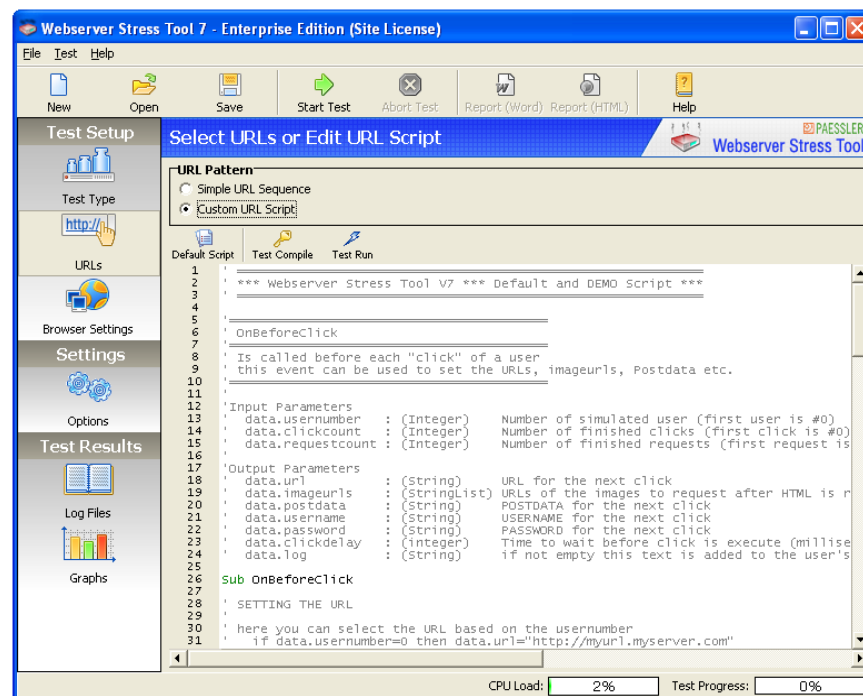 Webserver Stress Tool 7 - Enterprise Edition (Site License)
File Test Help
New Open Save Start Test Abort Test Report (Word) Report (HTML) Help
Test Setup
Test Type
http://
URLs
Browser Settings
Settings
Options
Test Results
Log Files
Graphs
Select URLs or Edit URL Script
PAESSLER
Webserver Stress Tool
URL Pattern
Simple URL Sequence
Custom URL Script
Default Script Test Compile Test Run
1 '
2 ' *** Webserver Stress Tool V7 *** Default and DEMO Script ***
3 '
4
5 '
6 ' OnBeforeClick
7 '
8 ' Is called before each "click" of a user
9 ' this event can be used to set the URLs, imageurls, Postdata etc.
10 '
11 '
12 'Input Parameters
13 ' data.usernumber : (Integer) Number of simulated user (first user is #0)
14 ' data.clickcount : (Integer) Number of finished clicks (first click is #0)
15 ' data.requestcount : (Integer) Number of finished requests (first request is
16 '
17 'Output Parameters
18 ' data.url : (String) URL for the next click
19 ' data.imageurls : (StringList) URLs of the images to request after HTML is r
20 ' data.postdata : (String) POSTDATA for the next click
21 ' data.username : (String) USERNAME for the next click
22 ' data.password : (String) PASSWORD for the next click
23 ' data.clickdelay : (integer) Time to wait before click is execute (millise
24 ' data.log : (String) if not empty this text is added to the user's
25
26 Sub OnBeforeClick
27
28 ' SETTING THE URL
29 '
30 ' here you can select the URL based on the usernumber
31 ' if data.usernumber=0 then data.url="http://myurl.myserver.com"
CPU Load: 2% Test Progress: 0%